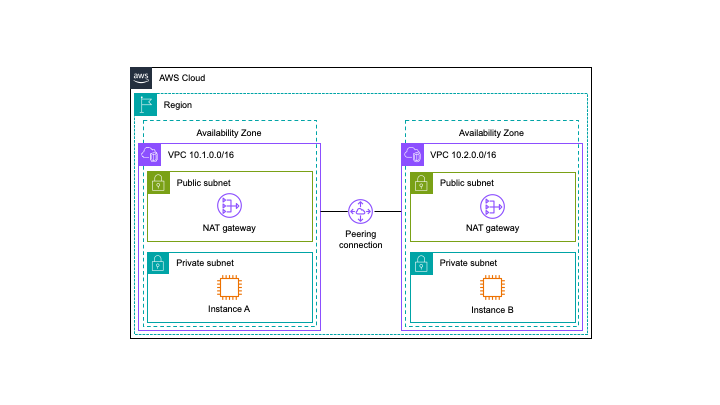 aws
AWS Cloud
Region
Availability Zone
VPC 10.1.0.0/16
Public subnet
NAT gateway
Private subnet
Instance A
Peering
connection
Availability Zone
VPC 10.2.0.0/16
Public subnet
NAT gateway
Private subnet
Instance B